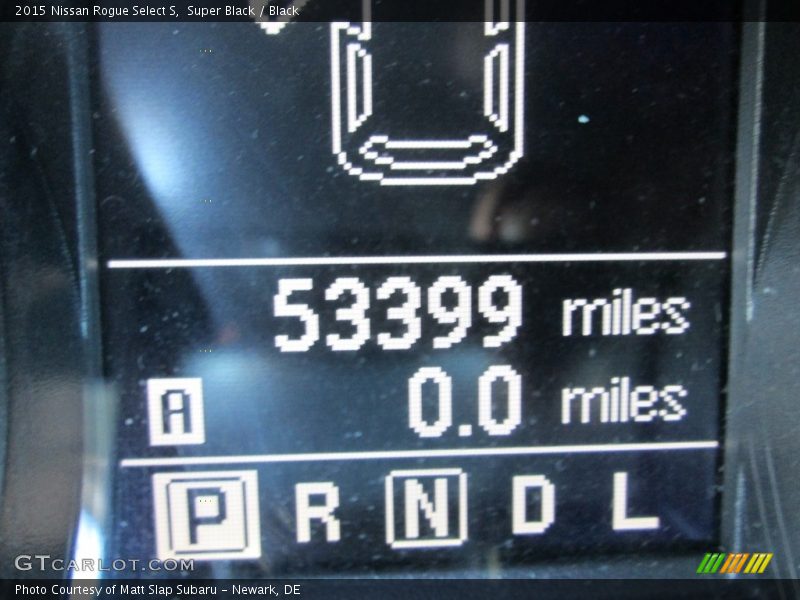 2015 Nissan Rogue Select S, Super Black / Black
53399 miles
A 0.0 miles
P R N D L
GTCARLOT.COM
Photo Courtesy of Matt Slap Subaru - Newark, DE